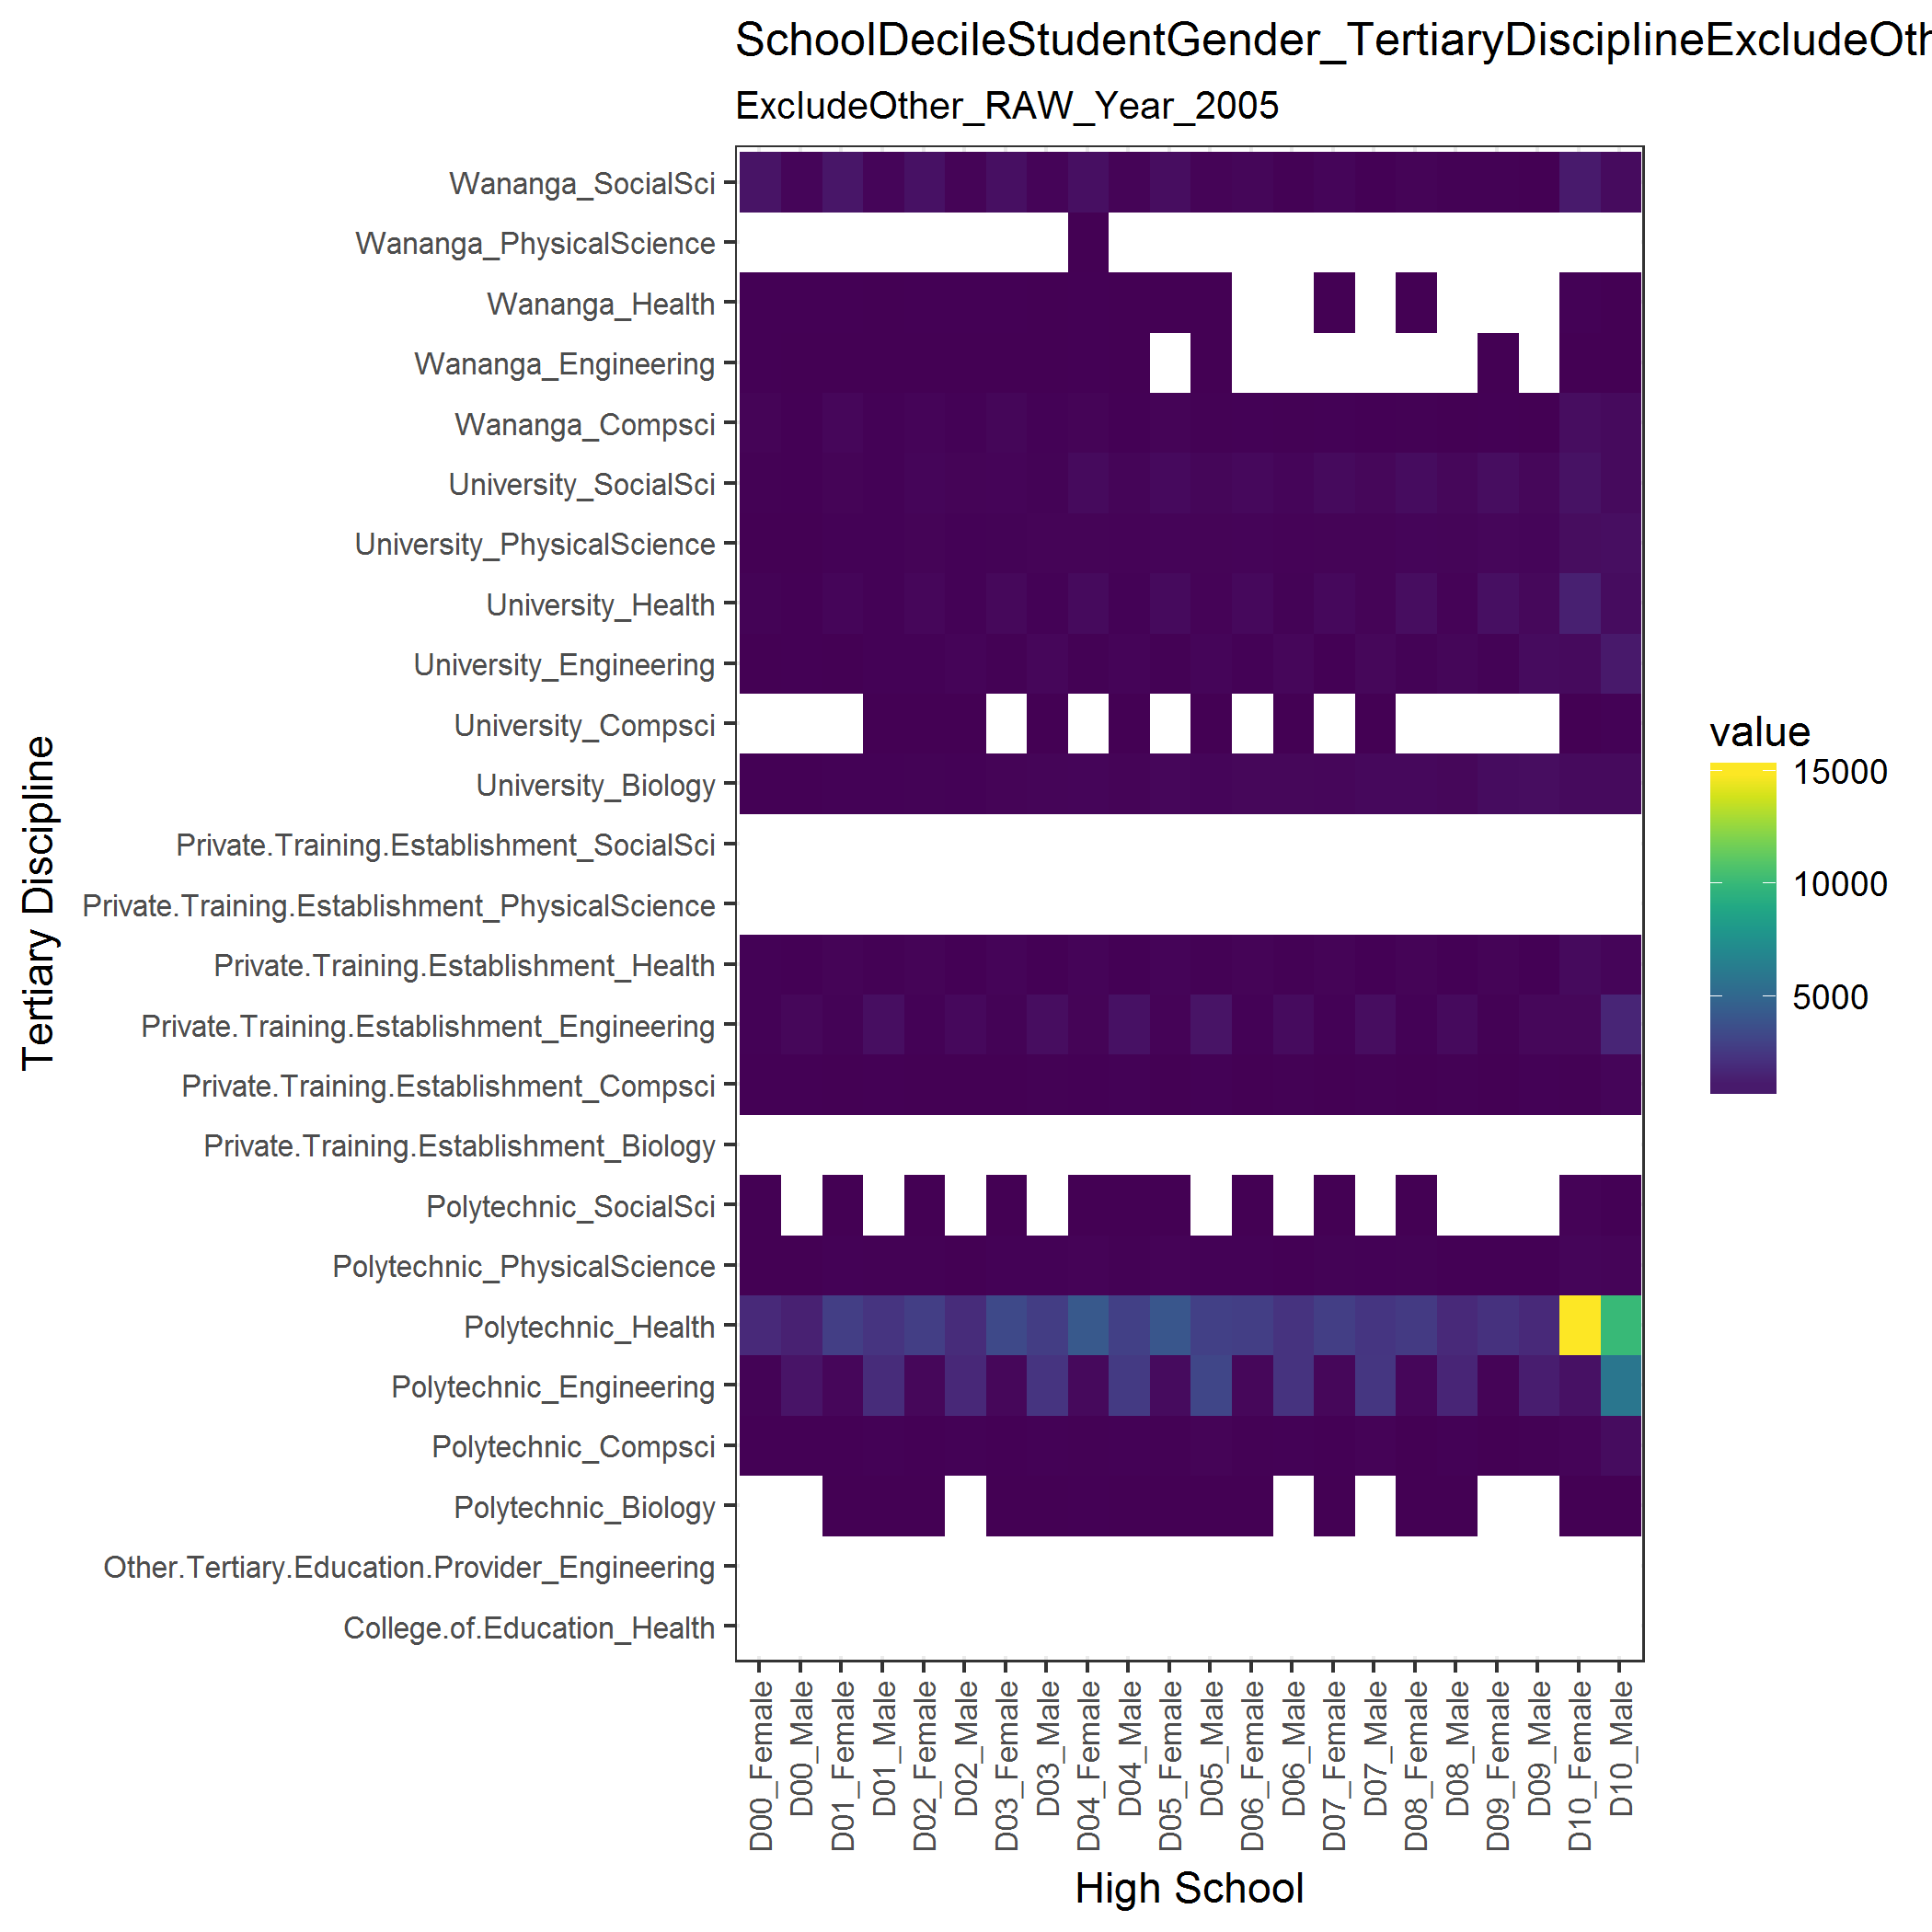 SchoolDecileStudentGender_TertiaryDisciplineExcludeOth
ExcludeOther_RAW_Year_2005
Tertiary Discipline
Wananga_SocialSci
Wananga_PhysicalScience
Wananga_Health
Wananga_Engineering
Wananga_Compsci
University_SocialSci
University_PhysicalScience
University_Health
University_Engineering
University_Compsci
University_Biology
Private.Training.Establishment_SocialSci
Private.Training.Establishment_PhysicalScience
Private.Training.Establishment_Health
Private.Training.Establishment_Engineering
Private.Training.Establishment_Compsci
Private.Training.Establishment_Biology
Polytechnic_SocialSci
Polytechnic_PhysicalScience
Polytechnic_Health
Polytechnic_Engineering
Polytechnic_Compsci
Polytechnic_Biology
Other.Tertiary.Education.Provider_Engineering
College.of.Education_Health
D00_Female
D00_Male
D01_Female
D01_Male
D02_Female
D02_Male
D03_Female
D03_Male
D04_Female
D04_Male
D05_Female
D05_Male
D06_Female
D06_Male
D07_Female
D07_Male
D08_Female
D08_Male
D09_Female
D09_Male
D10_Female
D10_Male
High School
value
15000
10000
5000